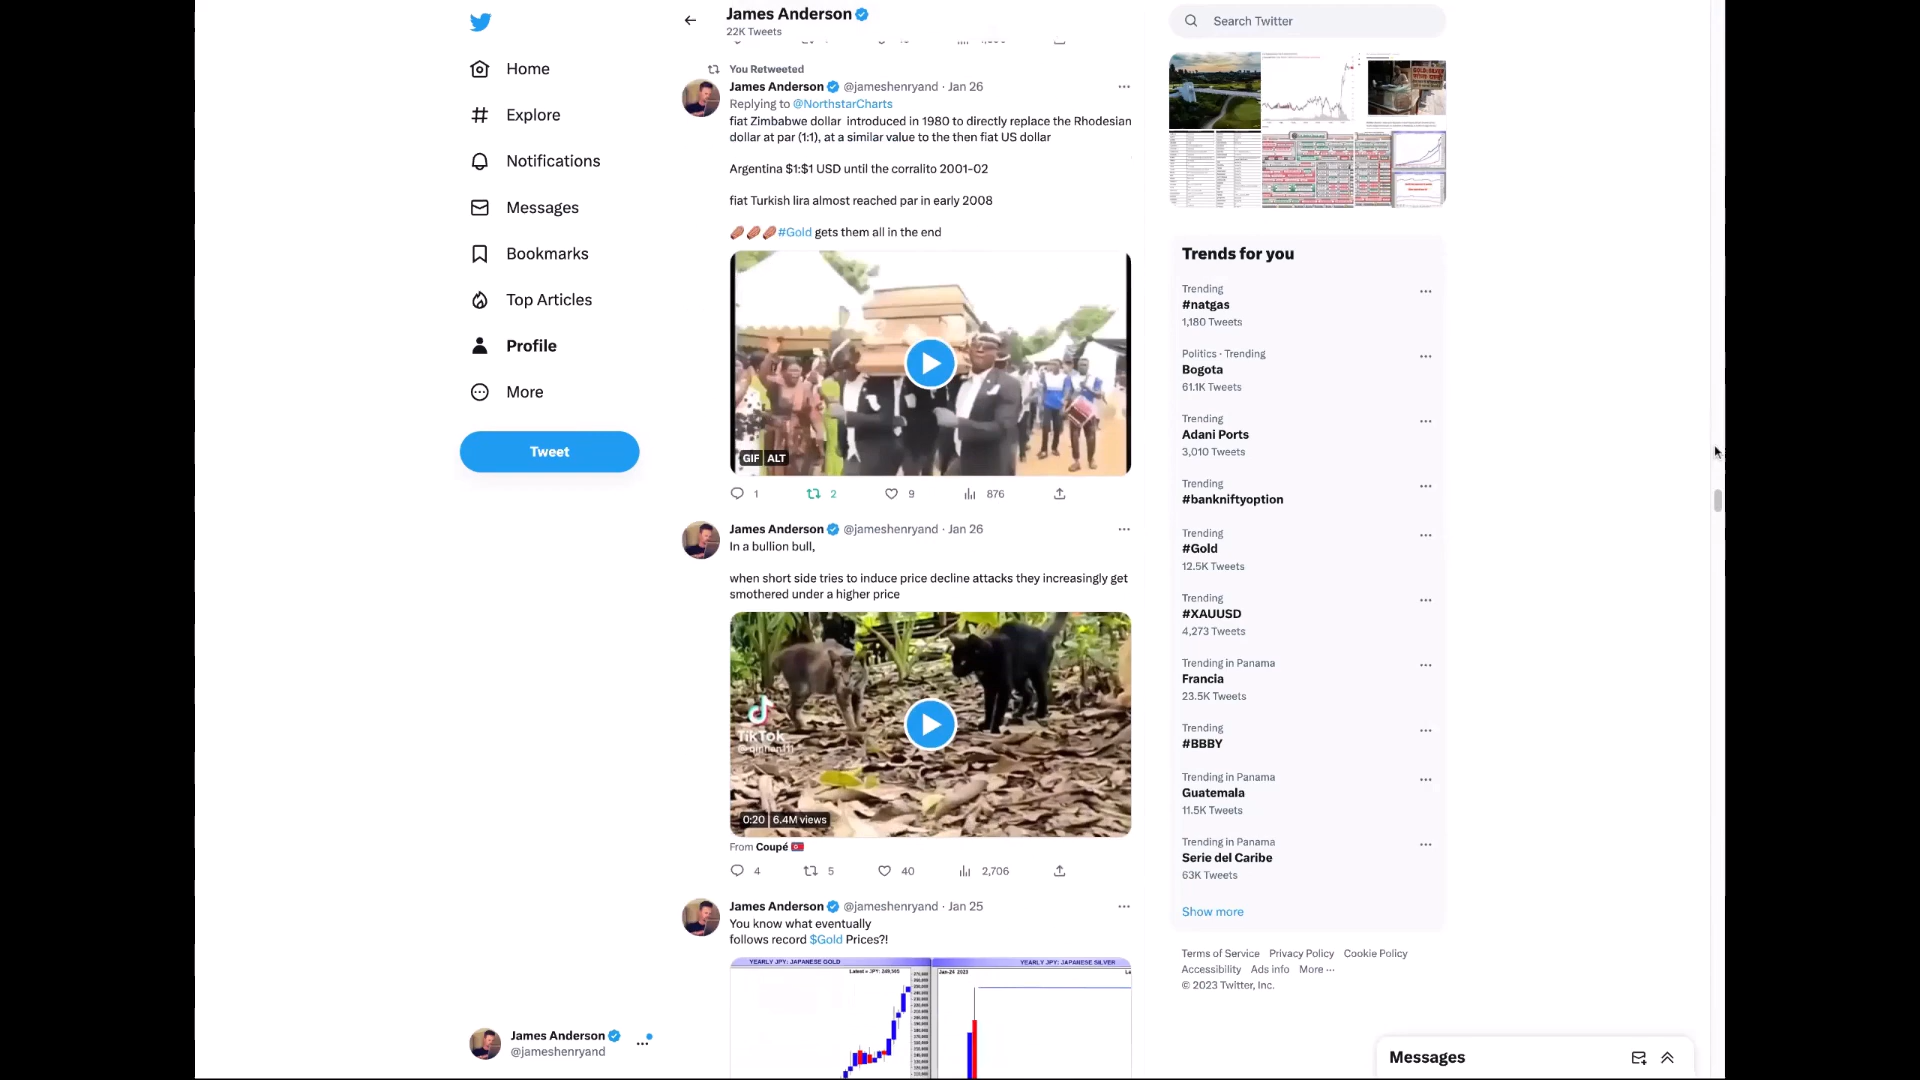 James Anderson
22K Tweets
Search Twitter
Home
Explore
Notifications
Messages
Bookmarks
Top Articles
Profile
More
Tweet
James Anderson
@jameshenryand
You Retweeted
James Anderson @jameshenryand · Jan 26
Replying to @NorthstarCharts
fiat Zimbabwe dollar introduced in 1980 to directly replace the Rhodesian
dollar at par (1:1), at a similar value to the then fiat US dollar
Argentina $1:$1 USD until the corralito 2001-02
fiat Turkish lira almost reached par in early 2008
#Gold gets them all in the end
GIF ALT
1 2 9 876
James Anderson @jameshenryand · Jan 26
In a bullion bull,
when short side tries to induce price decline attacks they increasingly get
smothered under a higher price
TikTok
0:20 | 6.4M views
From Coupé
4 5 40 2,706
James Anderson @jameshenryand · Jan 25
You know what eventually
follows record $Gold Prices?!
YEARLY JPY: JAPANESE GOLD
YEARLY JPY: JAPANESE SILVER
Jan-24 2023
Trends for you
Trending
#natgas
1,180 Tweets
Politics · Trending
Bogota
61.1K Tweets
Trending
Adani Ports
3,010 Tweets
Trending
#bankniftyoption
Trending
#Gold
12.5K Tweets
Trending
#XAUUSD
4,273 Tweets
Trending in Panama
Francia
23.5K Tweets
Trending
#BBBY
Trending in Panama
Guatemala
11.5K Tweets
Trending in Panama
Serie del Caribe
63K Tweets
Show more
Terms of Service Privacy Policy Cookie Policy
Accessibility Ads info More ···
© 2023 Twitter, Inc.
Messages